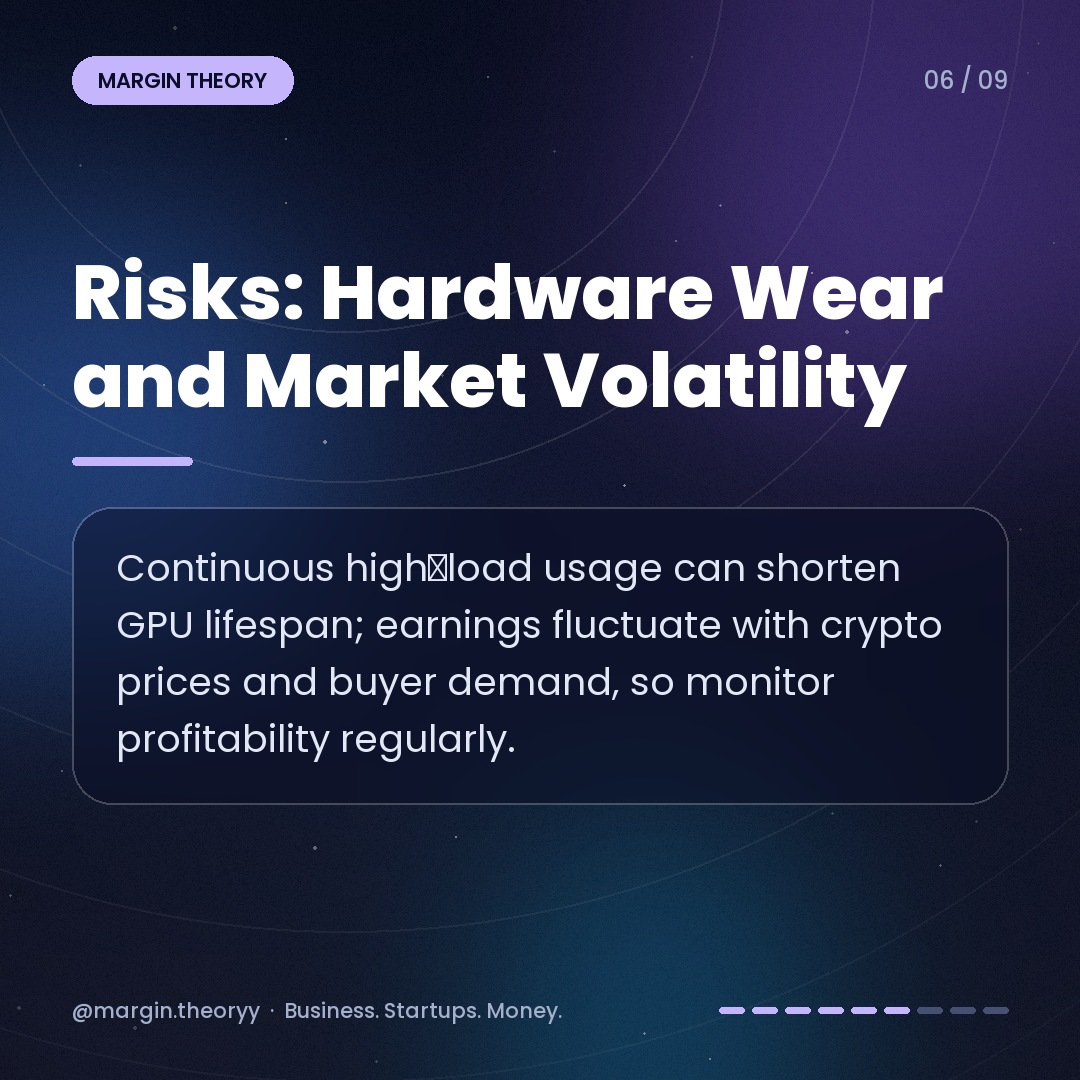 MARGIN THEORY
06 / 09
Risks: Hardware Wear
and Market Volatility
Continuous high☒load usage can shorten
GPU lifespan; earnings fluctuate with crypto
prices and buyer demand, so monitor
profitability regularly.
@margin.theoryy · Business. Startups. Money.